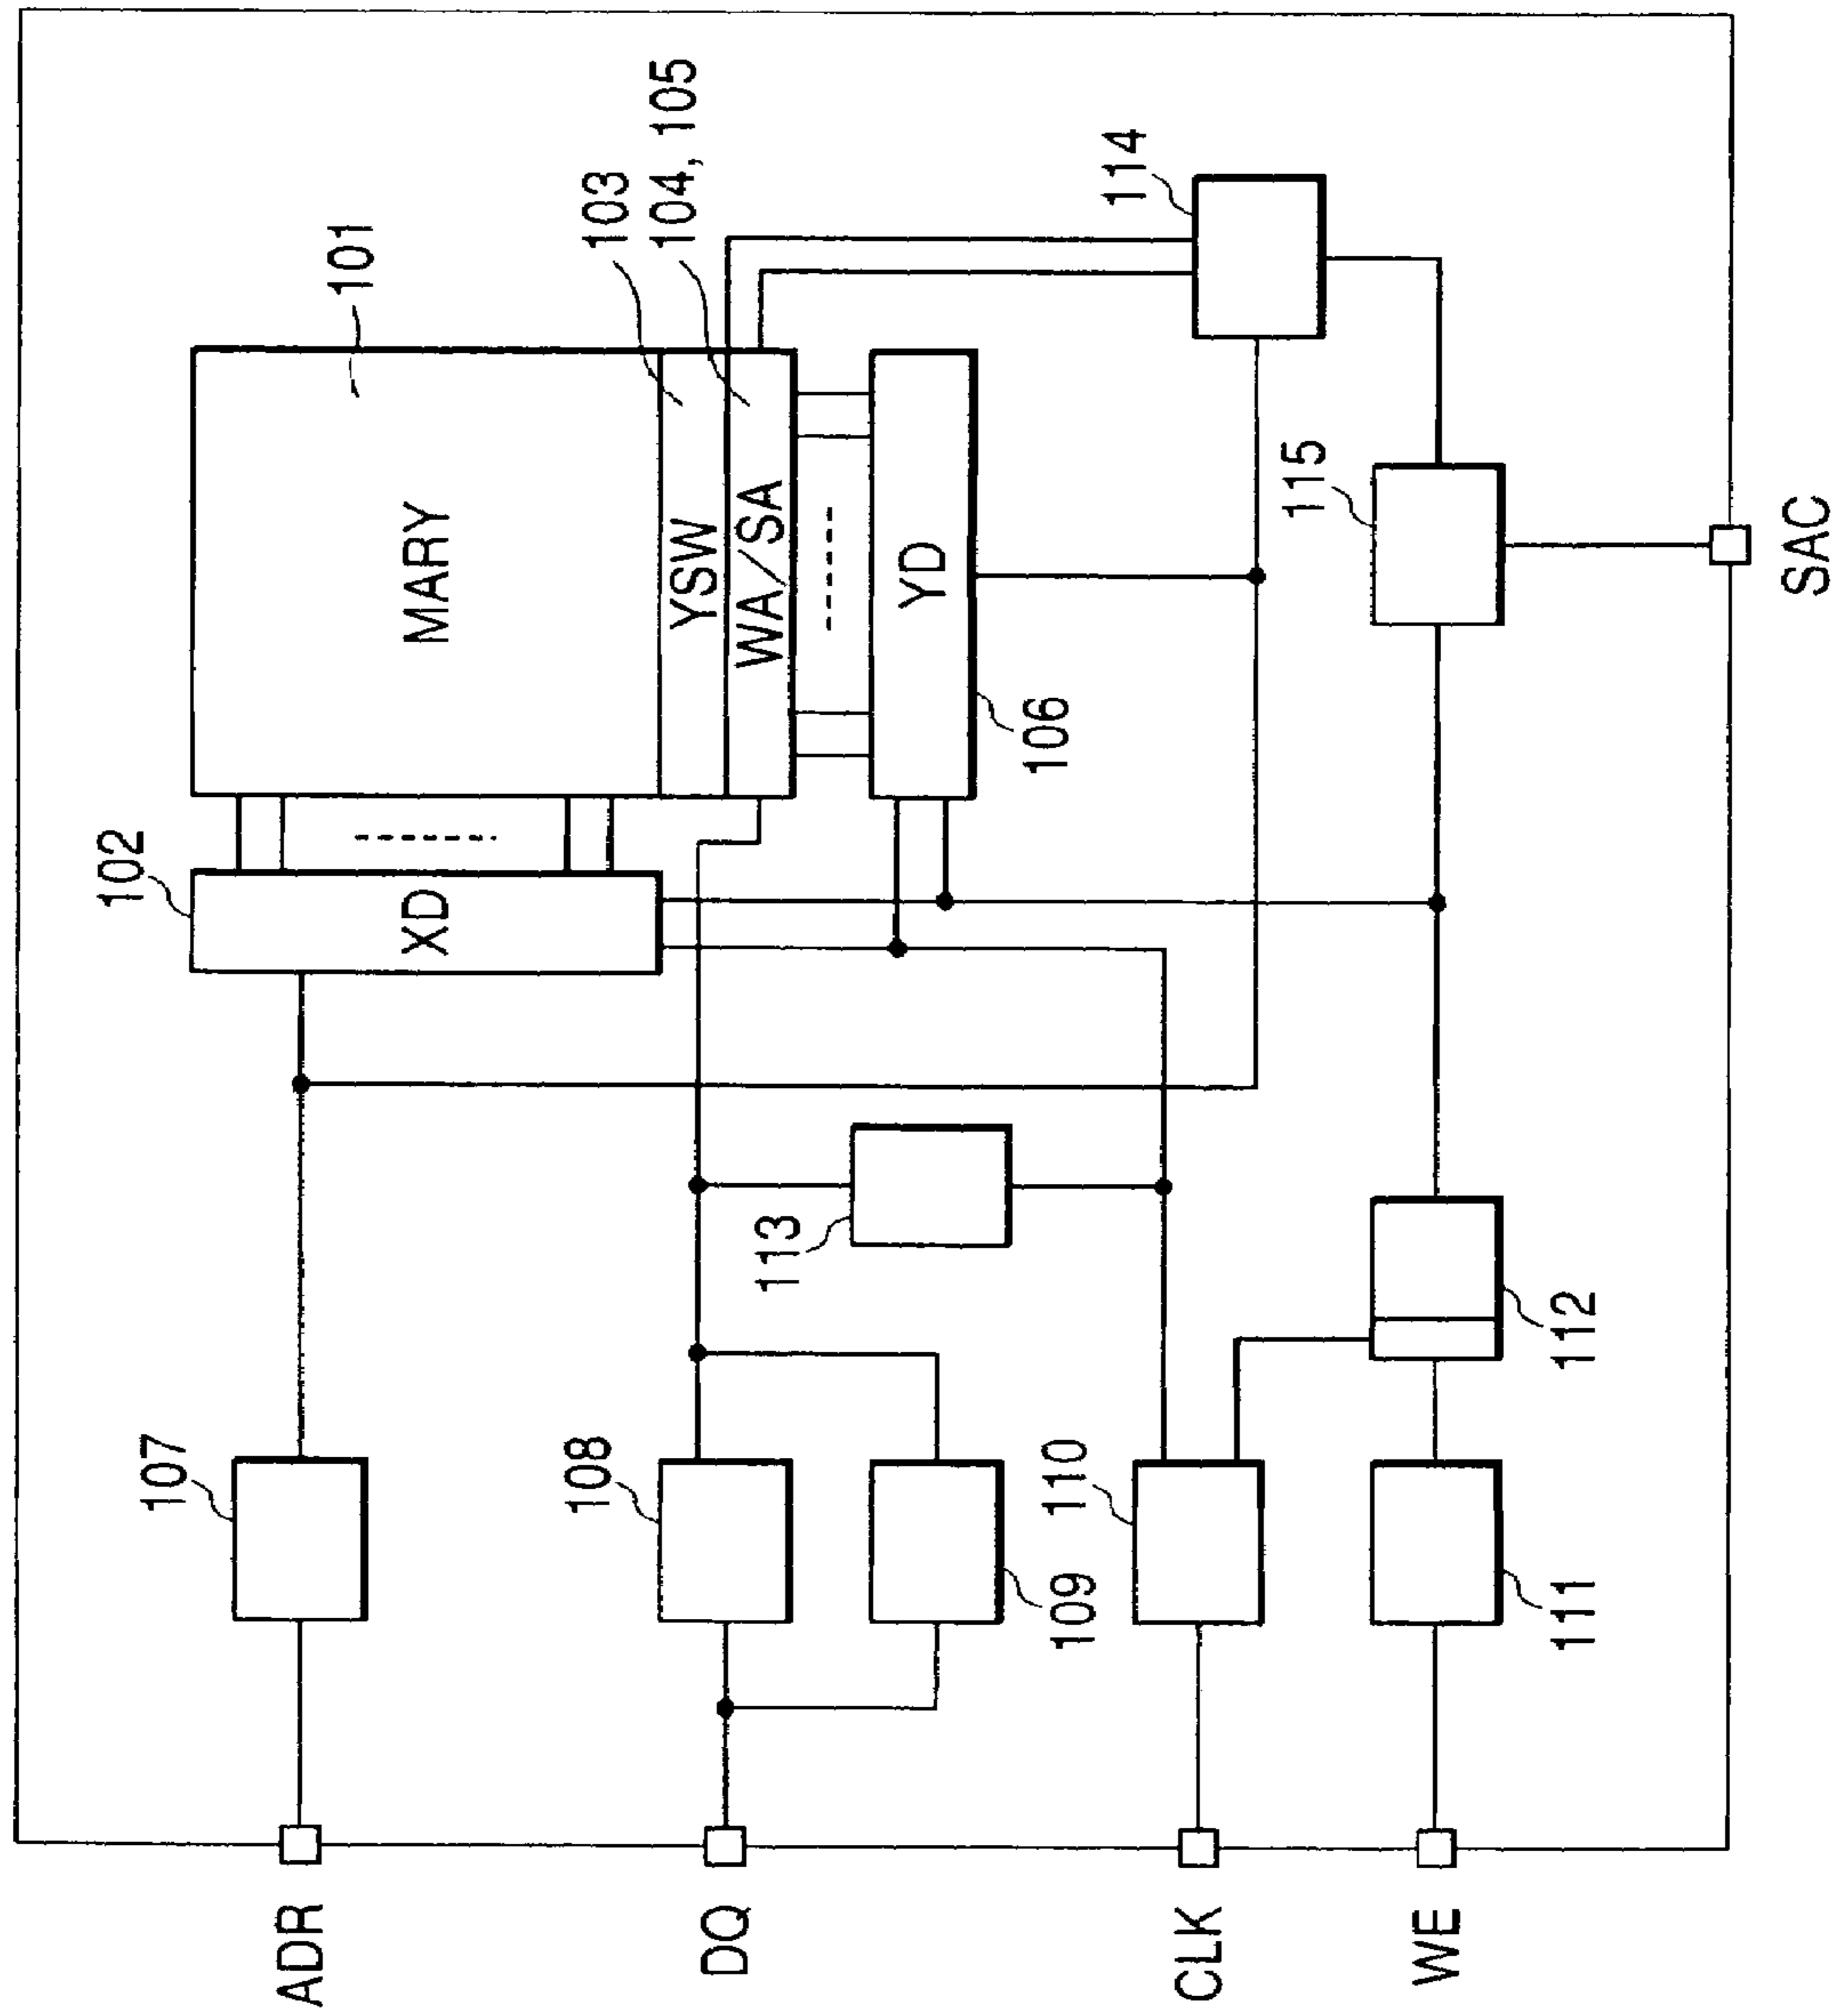 101
103
104, 105
102
MARY
YSW
WA/SA
XD
YD
106
114
115
107
108
109
113
110
111
112
ADR
DQ
CLK
WE
SAC